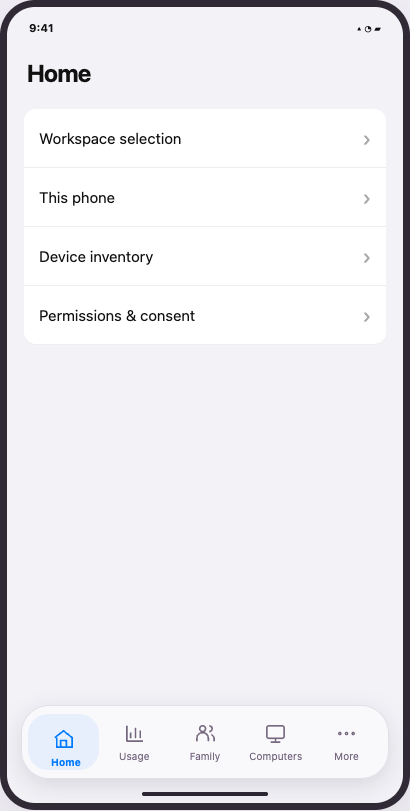 9:41
Home
Workspace selection
This phone
Device inventory
Permissions & consent
Home
Usage
Family
Computers
More